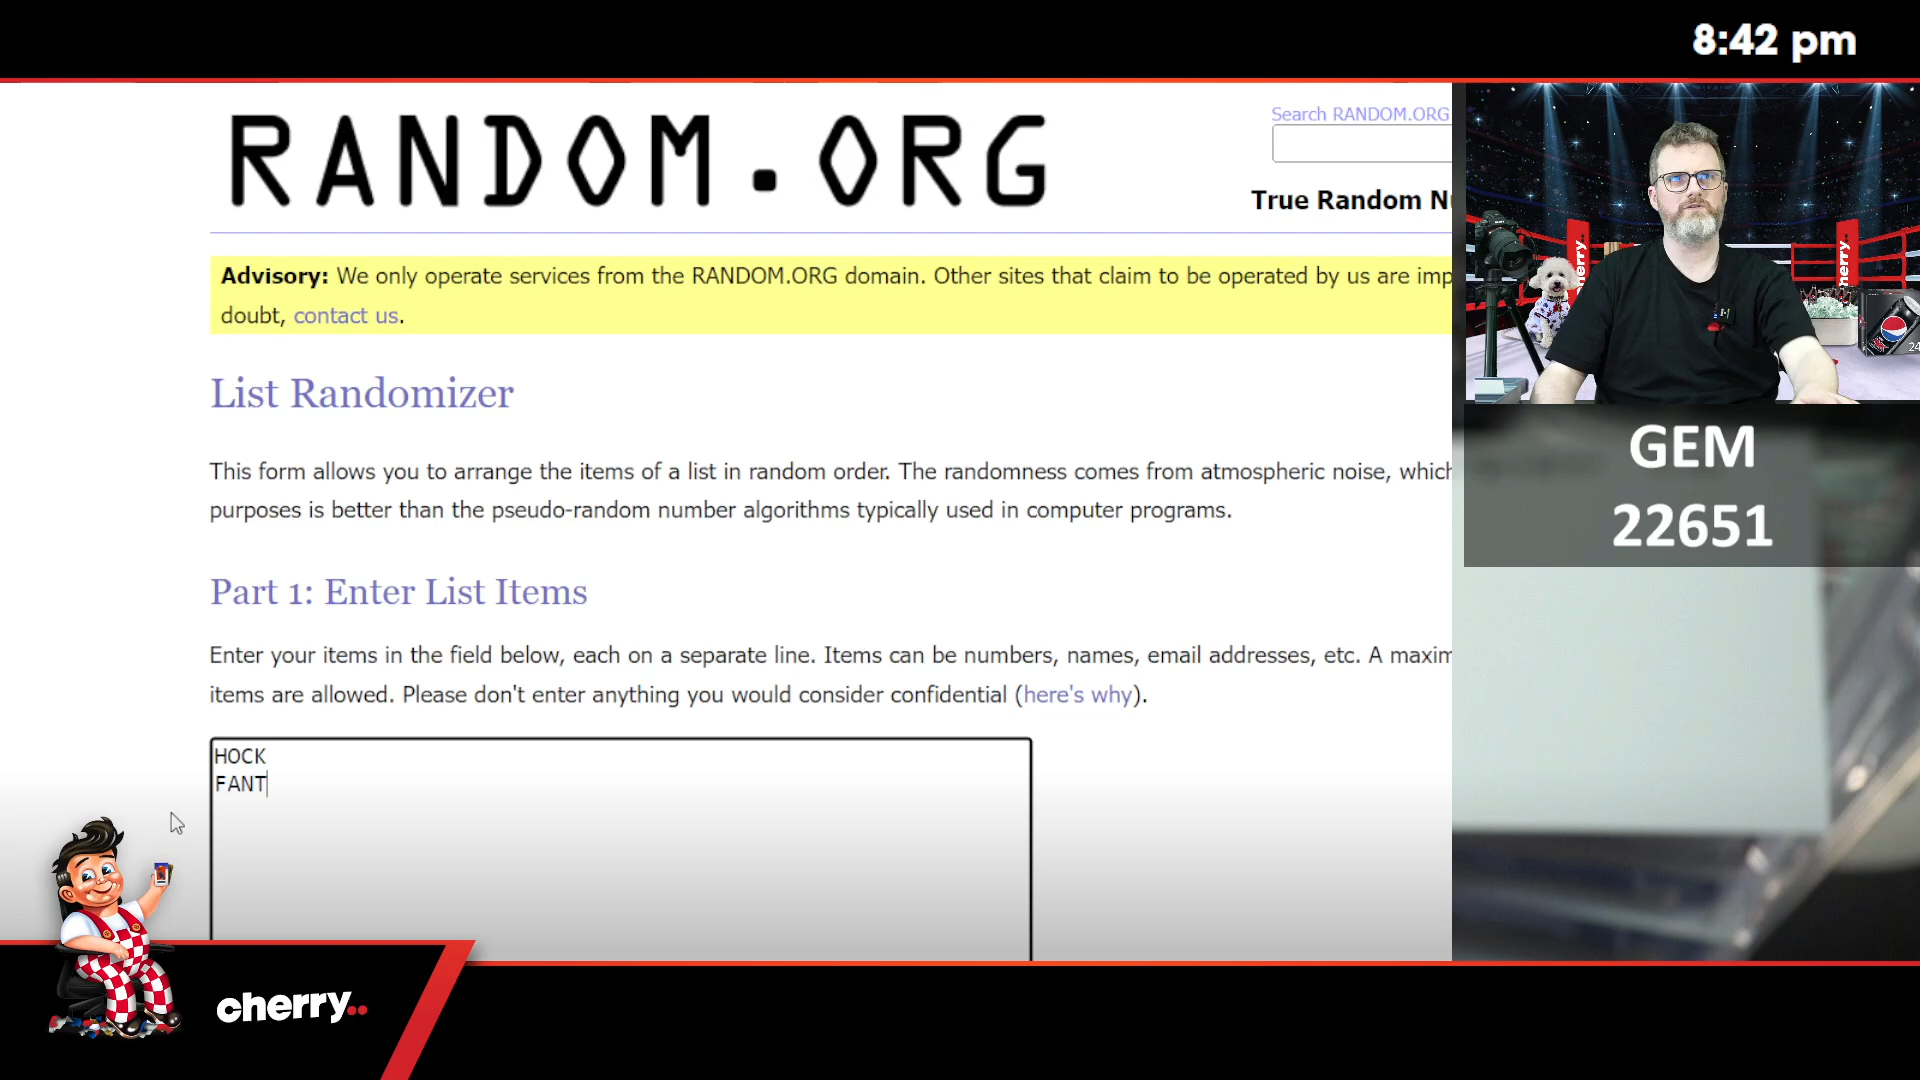 8:42 pm
RANDOM.ORG
Search RANDOM.ORG
True Random
Advisory: We only operate services from the RANDOM.ORG domain. Other sites that claim to be operated by us are
doubt, contact us.
List Randomizer
This form allows you to arrange the items of a list in random order. The randomness comes from atmospheric noise, which
purposes is better than the pseudo-random number algorithms typically used in computer programs.
Part 1: Enter List Items
Enter your items in the field below, each on a separate line. Items can be numbers, names, email addresses, etc. A
items are allowed. Please don't enter anything you would consider confidential (here's why).
HOCK
FANT
GEM
22651
cherry..